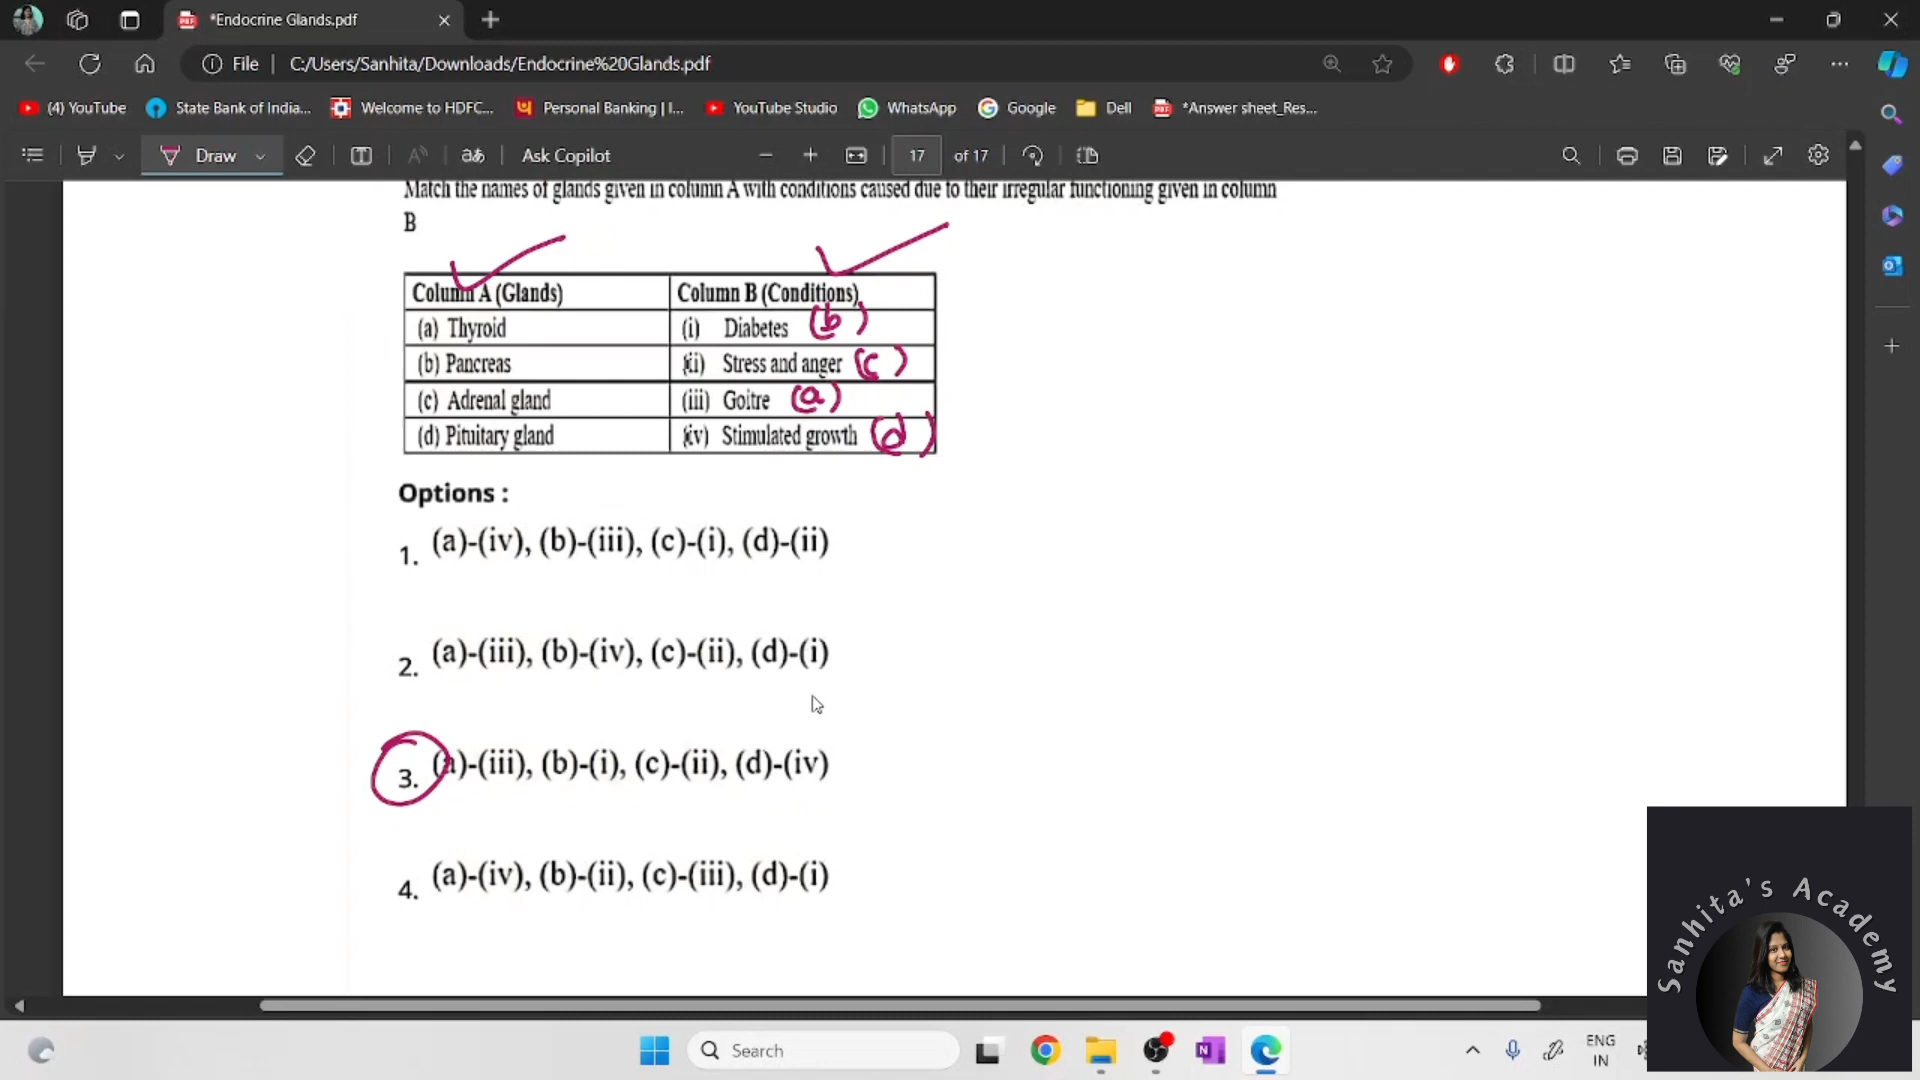 *Endocrine Glands.pdf
File
C:/Users/Sanhita/Downloads/Endocrine%20Glands.pdf
(4) YouTube
State Bank of India...
Welcome to HDFC...
Personal Banking | I...
YouTube Studio
WhatsApp
Google
Dell
*Answer sheet_Res...
Draw
aあ
Ask Copilot
17 of 17
Match the names of glands given in column A with conditions caused due to their irregular functioning given in column
B
Column A (Glands) Column B (Conditions)
(a) Thyroid (i) Diabetes (b)
(b) Pancreas (ii) Stress and anger (c)
(c) Adrenal gland (iii) Goitre (a)
(d) Pituitary gland (iv) Stimulated growth (d)
Options :
1. (a)-(iv), (b)-(iii), (c)-(i), (d)-(ii)
2. (a)-(iii), (b)-(iv), (c)-(ii), (d)-(i)
3. (a)-(iii), (b)-(i), (c)-(ii), (d)-(iv)
4. (a)-(iv), (b)-(ii), (c)-(iii), (d)-(i)
Sanhita's Academy
Search
ENG
IN